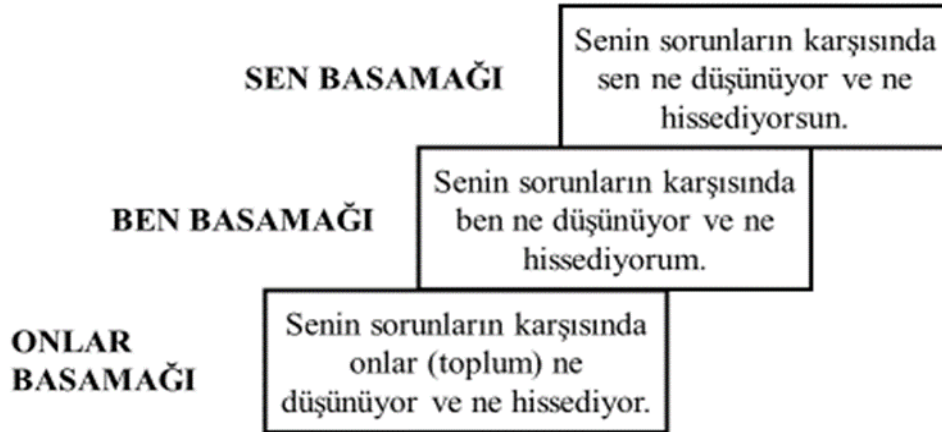 SEN BASAMAĞI
Senin sorunların karşısında
sen ne düşünüyor ve ne
hissediyorsun.
BEN BASAMAĞI
Senin sorunların karşısında
ben ne düşünüyor ve ne
hissediyorum.
ONLAR
BASAMAĞI
Senin sorunların karşısında
onlar (toplum) ne
düşünüyor ve ne hissediyor.